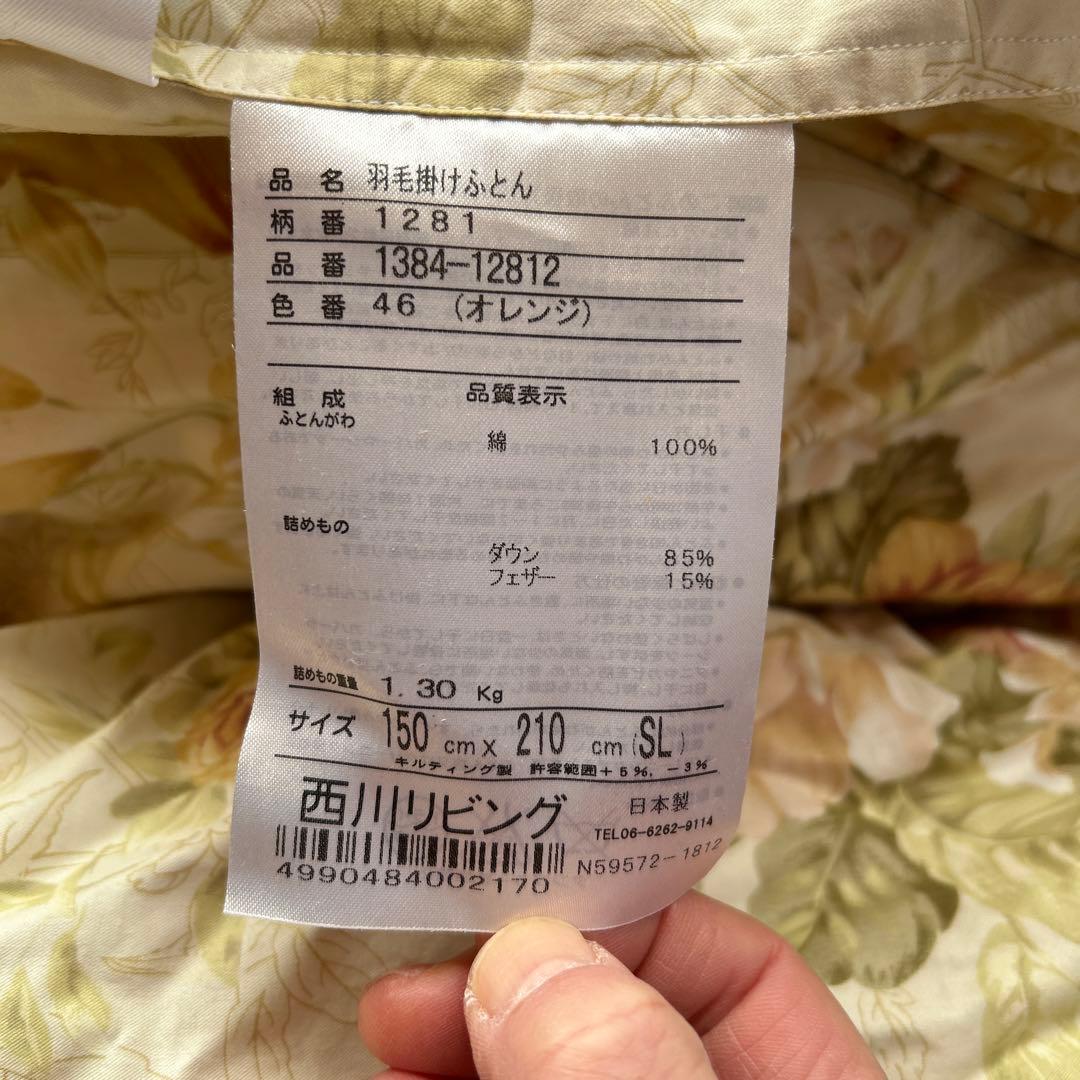 品 名 羽毛掛けふとん
柄 番 1281
品 番 1384-12812
色 番 46 (オレンジ)
組 成 品質表示
ふとんがわ
綿 100%
詰めもの
ダウン 85%
フェザー 15%
詰めもの重量 1.30 Kg
サイズ 150 cm x 210 cm (SL)
キルティング製 許容範囲+5%, -3%
西川リビング 日本製
TEL06-6262-9114
N59572-1812
4990484002170